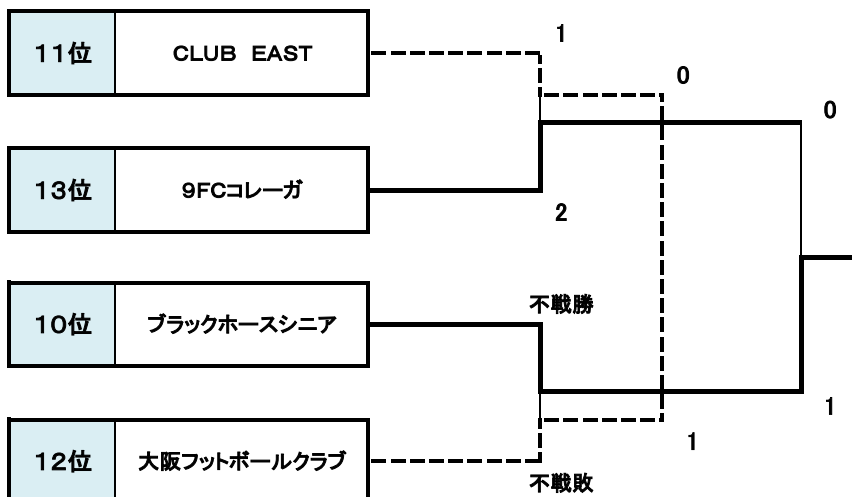 11位 CLUB EAST
1
0
0
13位 9FCコレーガ
2
不戦勝
10位 ブラックホースシニア
1
1
12位 大阪フットボールクラブ
不戦敗